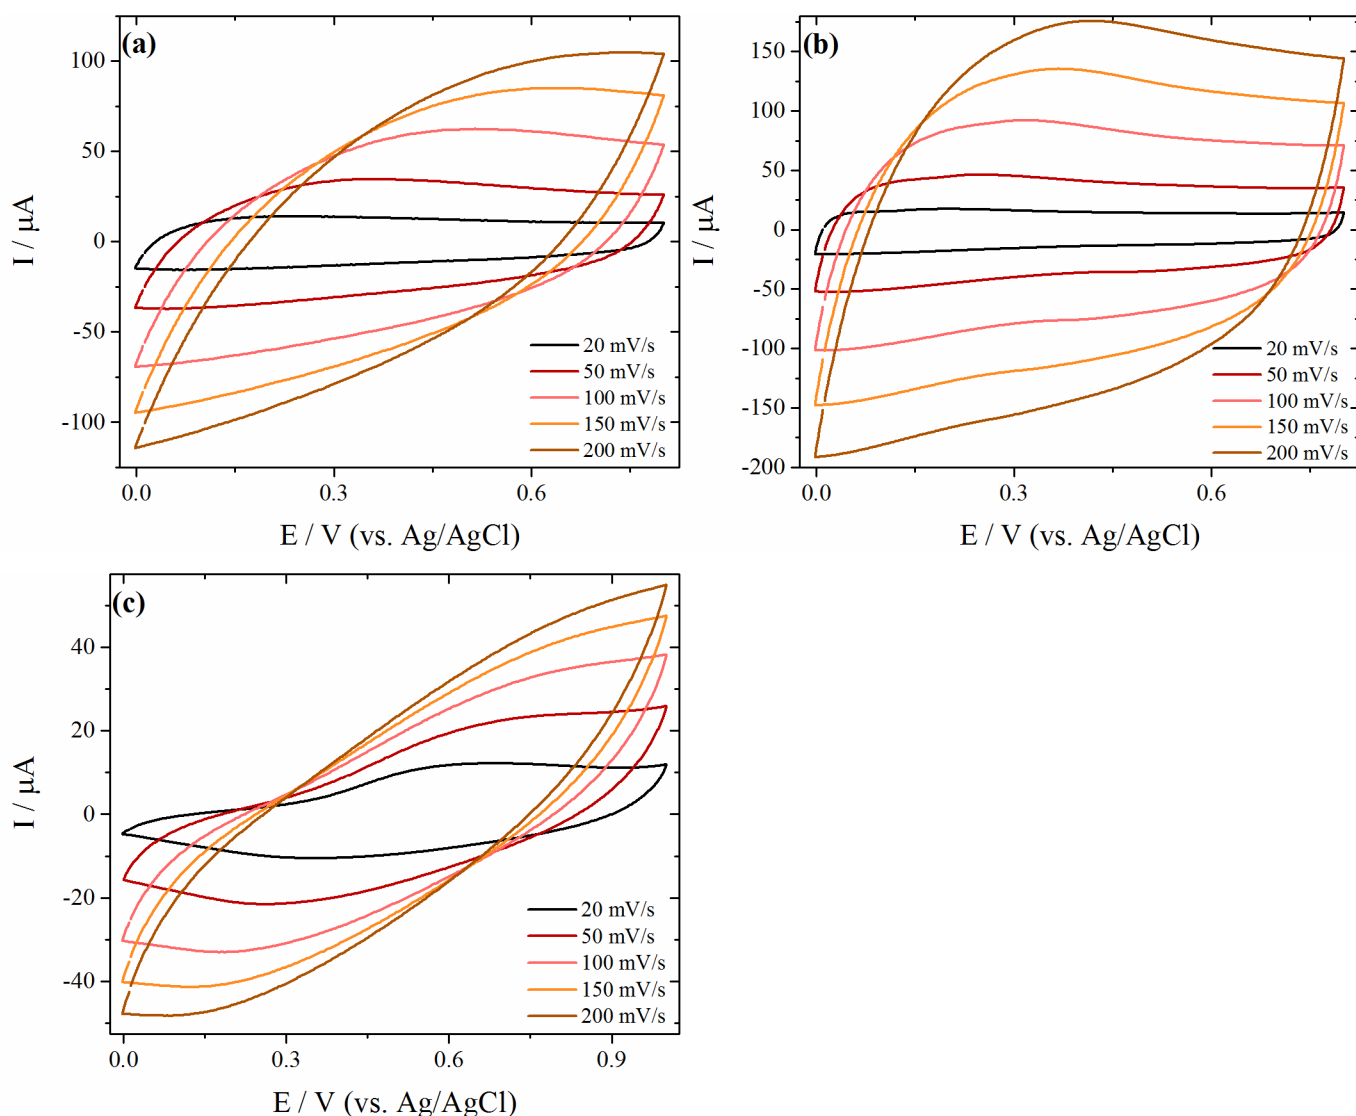 (a)
100
50
0
-50
-100
I / μA
20 mV/s
50 mV/s
100 mV/s
150 mV/s
200 mV/s
0.0
0.3
0.6
E / V (vs. Ag/AgCl)
(b)
150
100
50
0
-50
-100
-150
-200
I / μA
20 mV/s
50 mV/s
100 mV/s
150 mV/s
200 mV/s
0.0
0.3
0.6
E / V (vs. Ag/AgCl)
(c)
40
20
0
-20
-40
I / μA
20 mV/s
50 mV/s
100 mV/s
150 mV/s
200 mV/s
0.0
0.3
0.6
0.9
E / V (vs. Ag/AgCl)